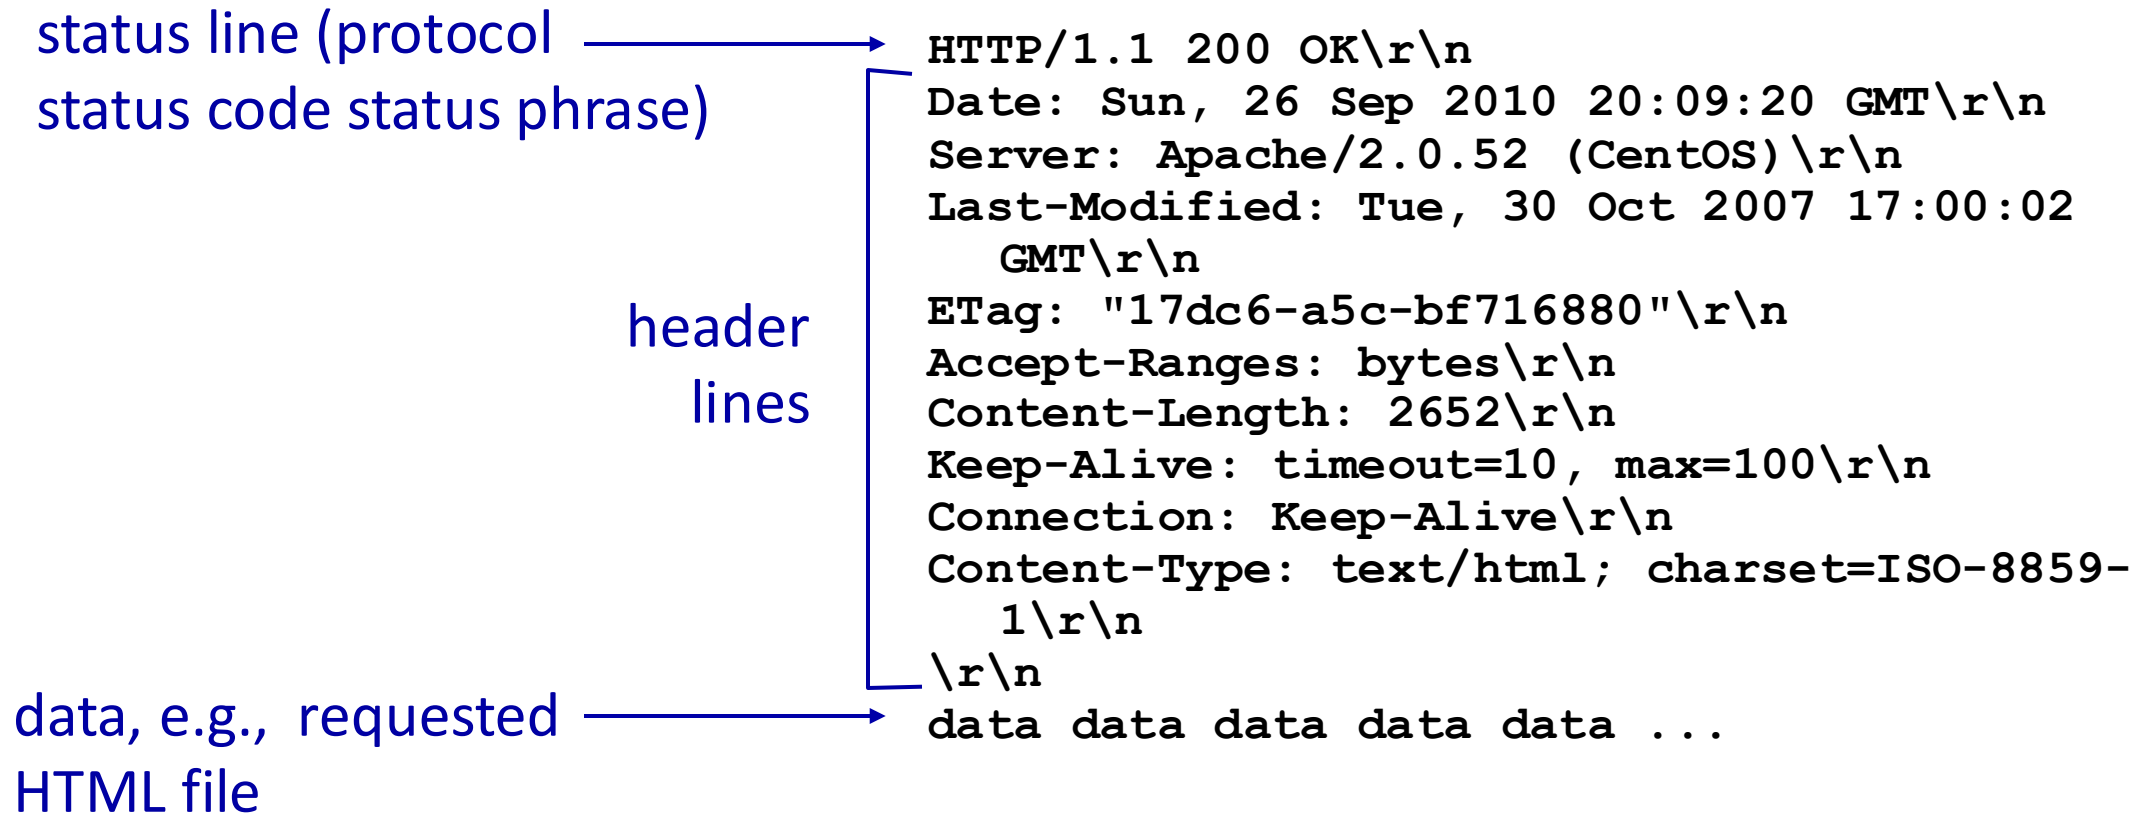 status line (protocol
status code status phrase)
header
lines
data, e.g., requested
HTML file
HTTP/1.1 200 OK\r\n
Date: Sun, 26 Sep 2010 20:09:20 GMT\r\n
Server: Apache/2.0.52 (CentOS)\r\n
Last-Modified: Tue, 30 Oct 2007 17:00:02
GMT\r\n
ETag: "17dc6-a5c-bf716880"\r\n
Accept-Ranges: bytes\r\n
Content-Length: 2652\r\n
Keep-Alive: timeout=10, max=100\r\n
Connection: Keep-Alive\r\n
Content-Type: text/html; charset=ISO-8859-
1\r\n
\r\n
data data data data data ...